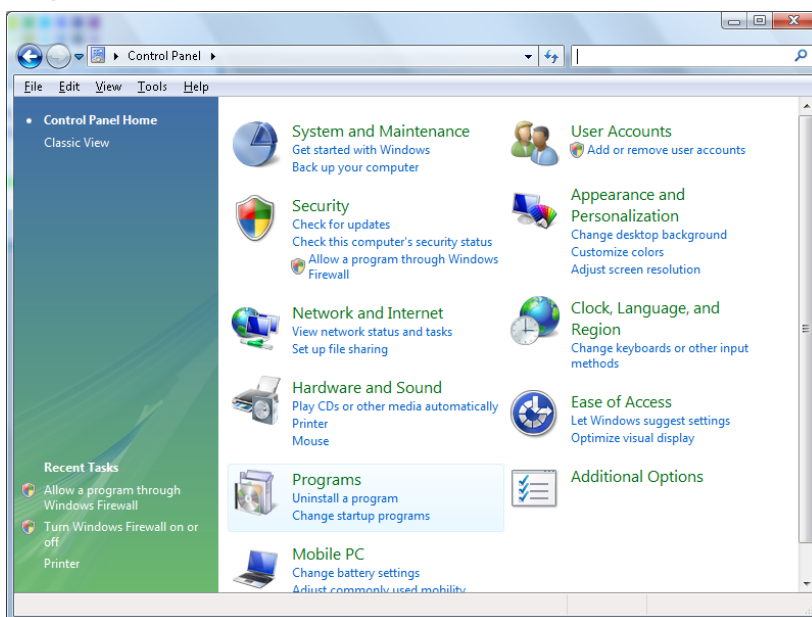 Control Panel
File Edit View Tools Help
Control Panel Home
Classic View
System and Maintenance
Get started with Windows
Back up your computer
Security
Check for updates
Check this computer's security status
Allow a program through Windows
Firewall
Network and Internet
View network status and tasks
Set up file sharing
Hardware and Sound
Play CDs or other media automatically
Printer
Mouse
Programs
Uninstall a program
Change startup programs
Mobile PC
Change battery settings
Adjust commonly used mobility
User Accounts
Add or remove user accounts
Appearance and
Personalization
Change desktop background
Customize colors
Adjust screen resolution
Clock, Language, and
Region
Change keyboards or other input
methods
Ease of Access
Let Windows suggest settings
Optimize visual display
Additional Options
Recent Tasks
Allow a program through
Windows Firewall
Turn Windows Firewall on or
off
Printer